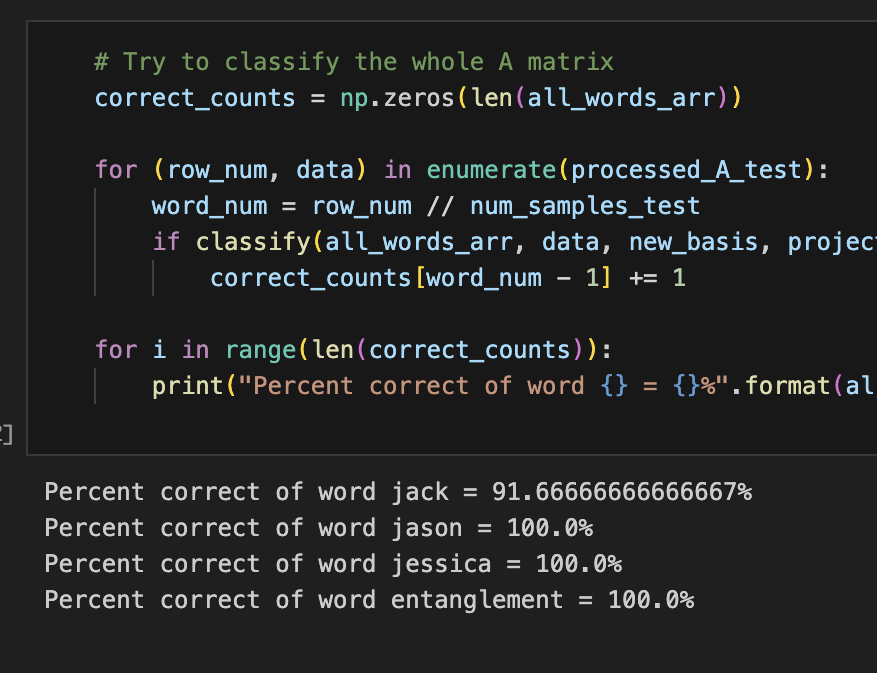 # Try to classify the whole A matrix
correct_counts = np.zeros(len(all_words_arr))
for (row_num, data) in enumerate(processed_A_test):
word_num = row_num // num_samples_test
if classify(all_words_arr, data, new_basis, projec
correct_counts[word_num - 1] += 1
for i in range(len(correct_counts)):
print("Percent correct of word {} = {}%".format(al
]
Percent correct of word jack = 91.66666666666667%
Percent correct of word jason = 100.0%
Percent correct of word jessica = 100.0%
Percent correct of word entanglement = 100.0%